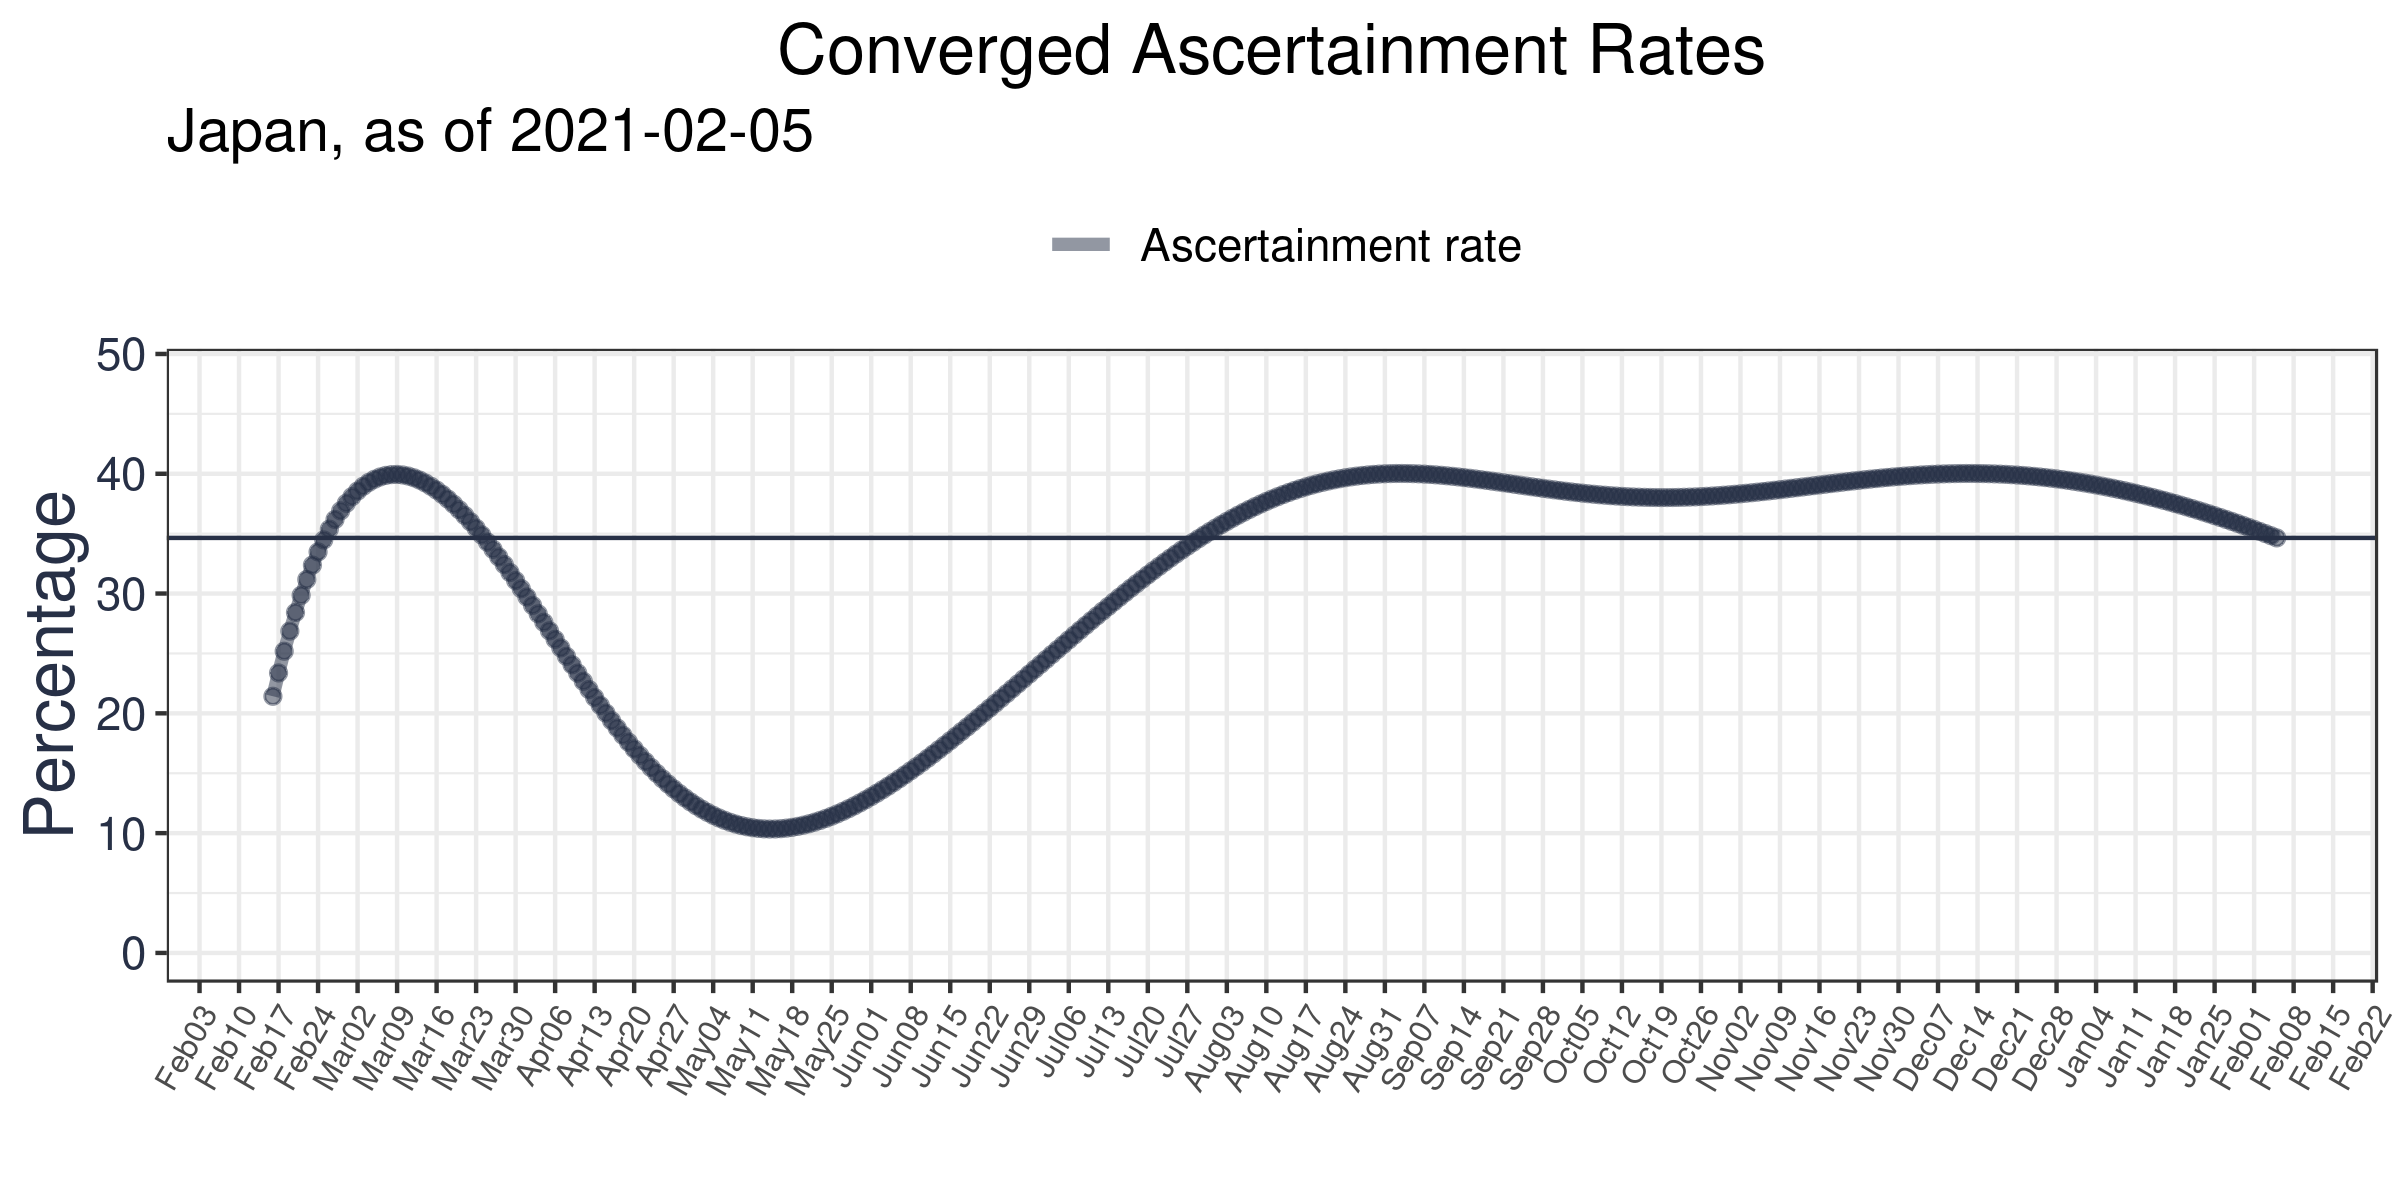 Converged Ascertainment Rates
Japan, as of 2021-02-05
Ascertainment rate
Percentage
50
40
30
20
10
0
Feb03
Feb10
Feb17
Feb24
Mar02
Mar09
Mar16
Mar23
Mar30
Apr06
Apr13
Apr20
Apr27
May04
May11
May18
May25
Jun01
Jun08
Jun15
Jun22
Jun29
Jul06
Jul13
Jul20
Jul27
Aug03
Aug10
Aug17
Aug24
Aug31
Sep07
Sep14
Sep21
Sep28
Oct05
Oct12
Oct19
Oct26
Nov02
Nov09
Nov16
Nov23
Nov30
Dec07
Dec14
Dec21
Dec28
Jan04
Jan11
Jan18
Jan25
Feb01
Feb08
Feb15
Feb22